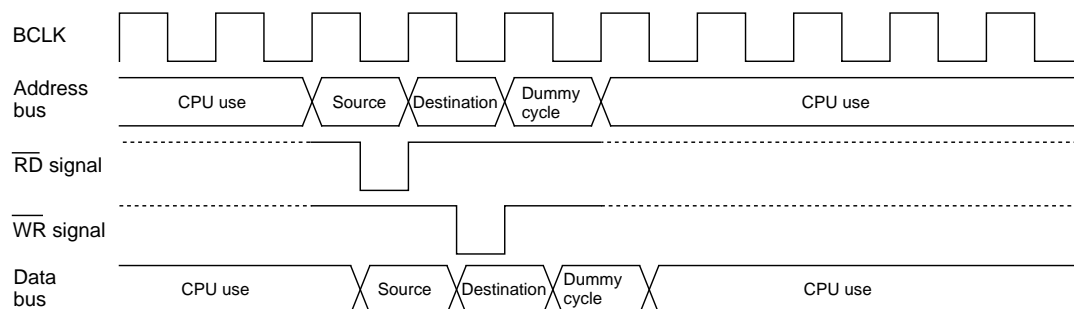 BCLK
Address
bus
CPU use
Source
Destination
Dummy
cycle
CPU use
RD signal
WR signal
Data
bus
CPU use
Source
Destination
Dummy
cycle
CPU use